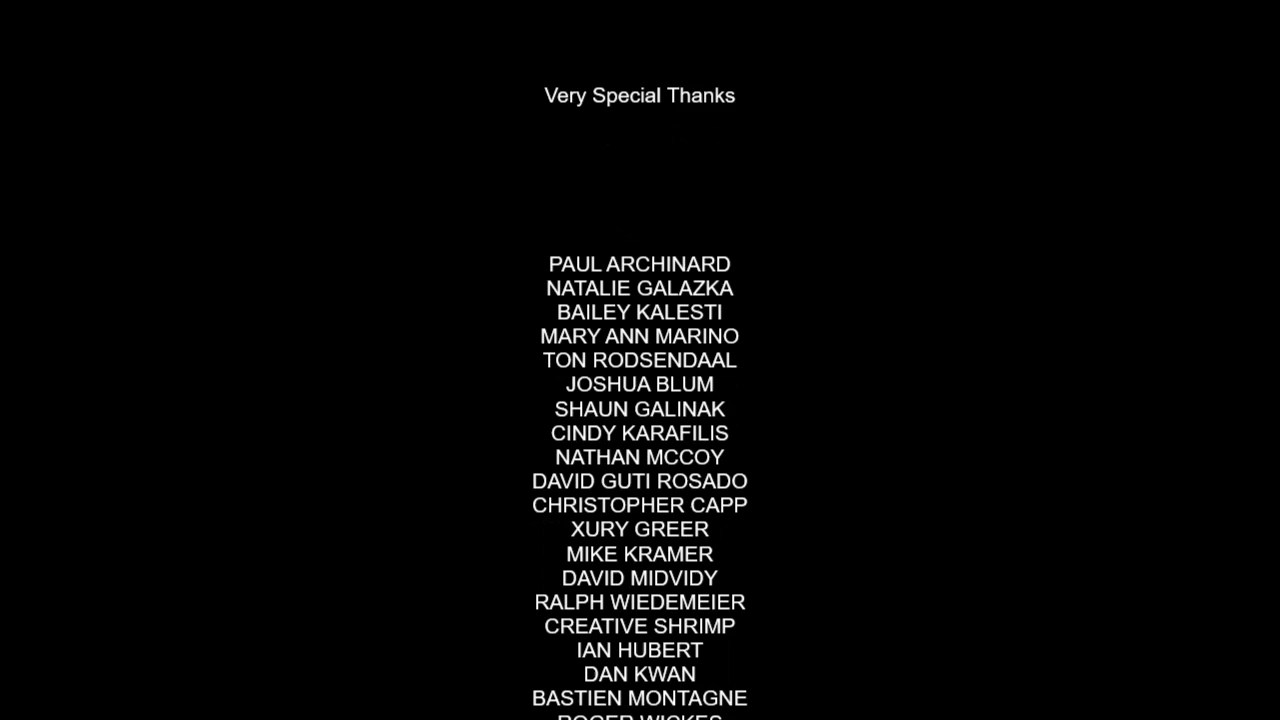 Very Special Thanks
PAUL ARCHINARD
NATALIE GALAZKA
BAILEY KALESTI
MARY ANN MARINO
TON RODSENDAAL
JOSHUA BLUM
SHAUN GALINAK
CINDY KARAFILIS
NATHAN MCCOY
DAVID GUTI ROSADO
CHRISTOPHER CAPP
XURY GREER
MIKE KRAMER
DAVID MIDVIDY
RALPH WIEDEMEIER
CREATIVE SHRIMP
IAN HUBERT
DAN KWAN
BASTIEN MONTAGNE
ROGER WICKES